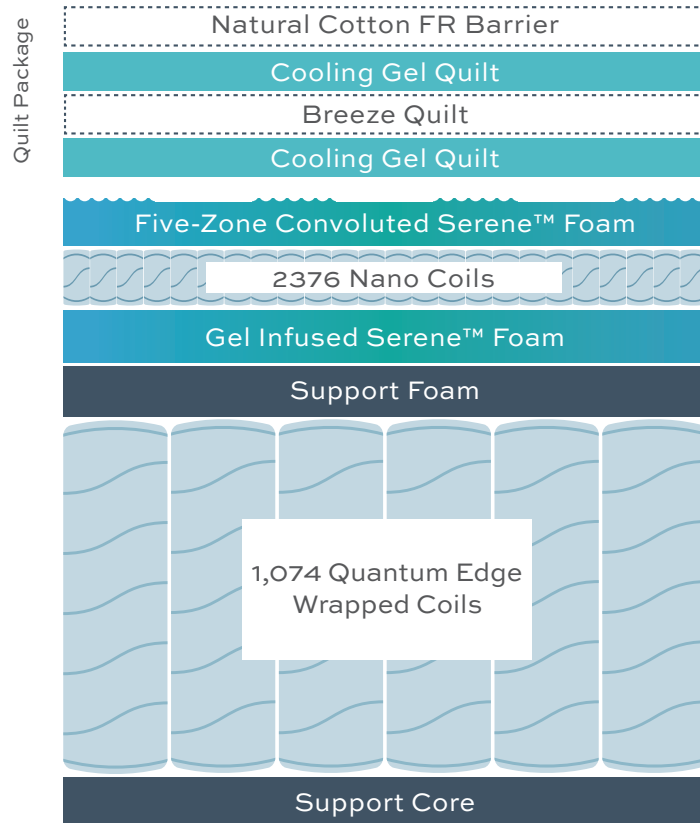 Quilt Package
Natural Cotton FR Barrier
Cooling Gel Quilt
Breeze Quilt
Cooling Gel Quilt
Five-Zone Convoluted Serene™ Foam
2376 Nano Coils
Gel Infused Serene™ Foam
Support Foam
1,074 Quantum Edge
Wrapped Coils
Support Core